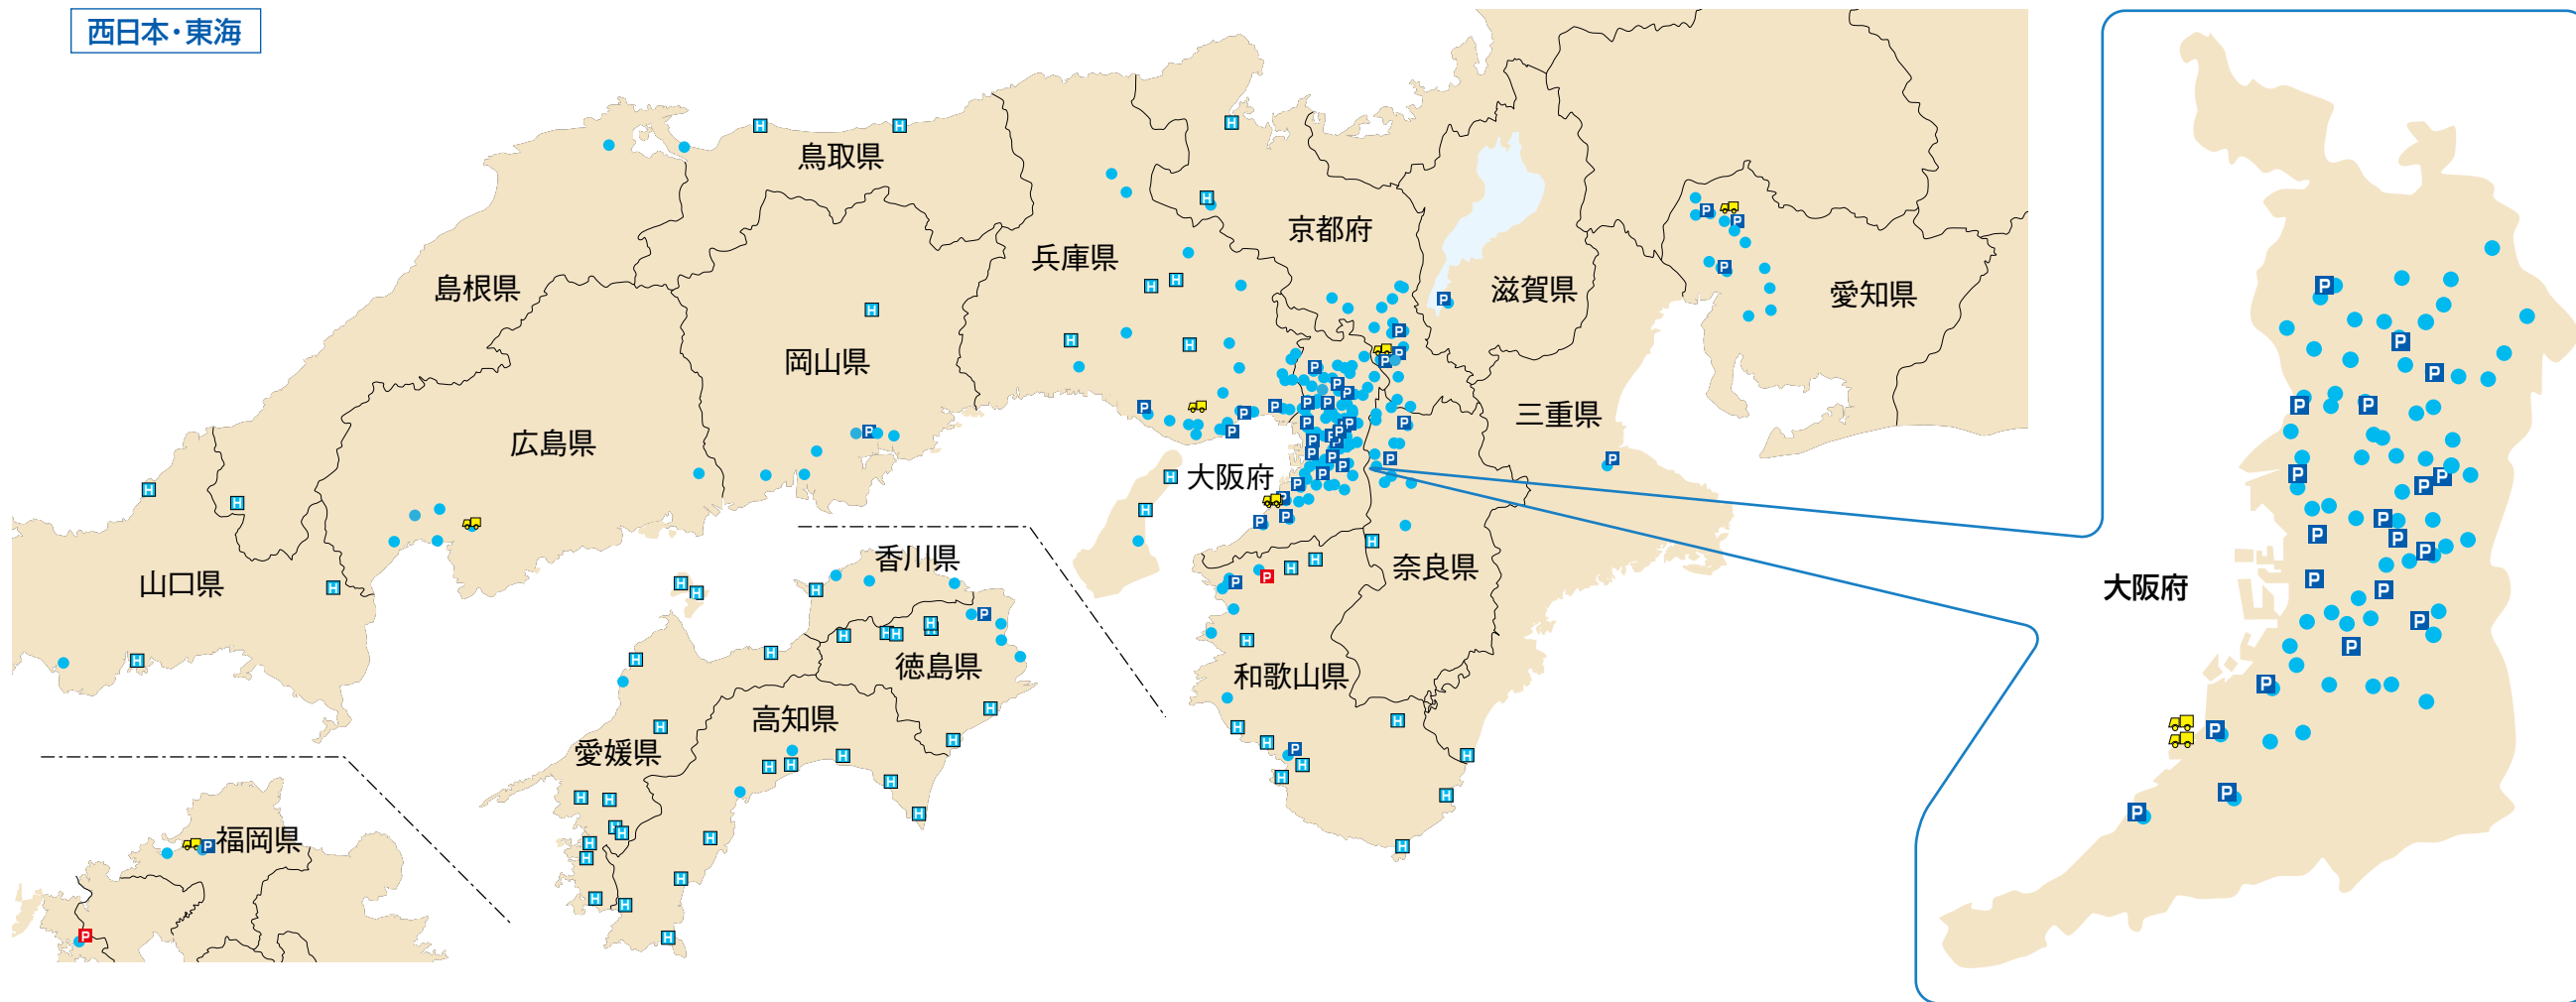 西日本・東海
鳥取県
京都府
兵庫県
島根県
滋賀県
愛知県
岡山県
三重県
広島県
大阪府
香川県
奈良県
山口県
大阪府
徳島県
和歌山県
高知県
愛媛県
福岡県